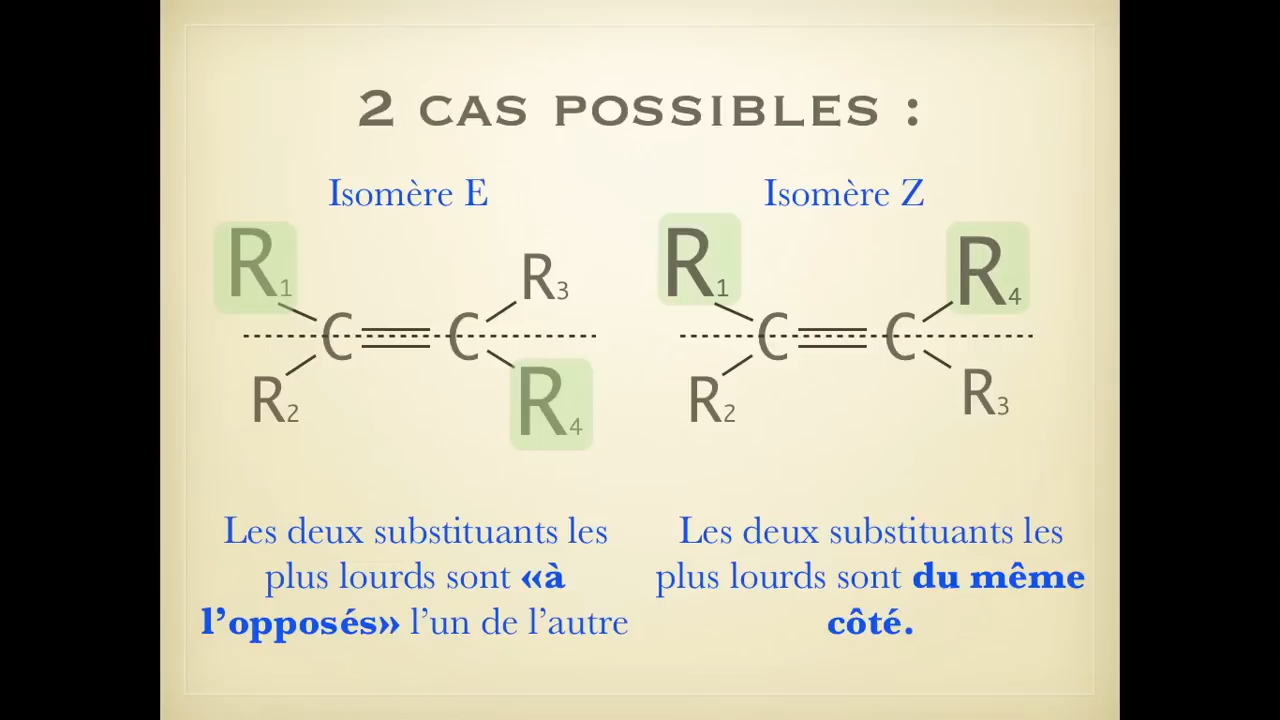 2 CAS POSSIBLES :
Isomère E
R1
R3
C
C
R2
R4
Les deux substituants les
plus lourds sont «à
l’opposés» l’un de l’autre
Isomère Z
R1
R4
C
C
R2
R3
Les deux substituants les
plus lourds sont du même
côté.